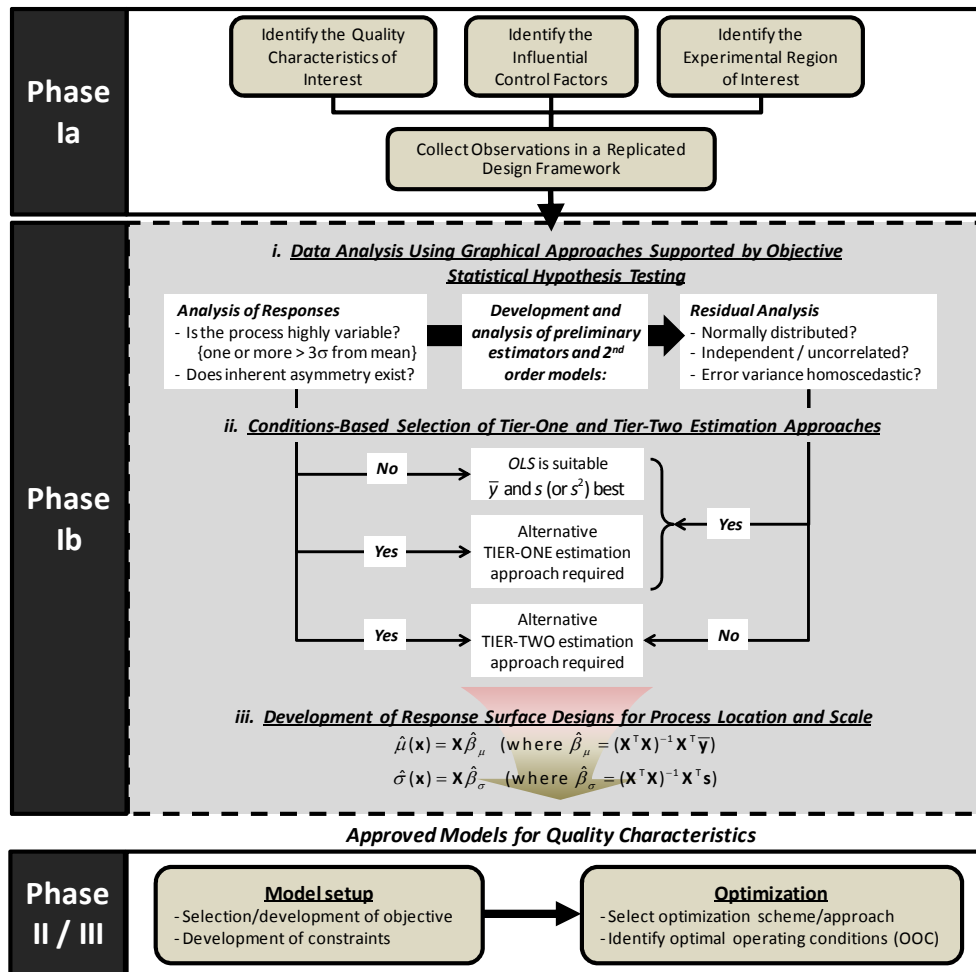 Phase
Ia
Identify the Quality
Characteristics of
Interest
Identify the
Influential
Control Factors
Identify the
Experimental Region
of Interest
Collect Observations in a Replicated
Design Framework
Phase
Ib
i. Data Analysis Using Graphical Approaches Supported by Objective
Statistical Hypothesis Testing
Analysis of Responses
- Is the process highly variable?
{one or more > 3σ from mean}
- Does inherent asymmetry exist?
Development and
analysis of preliminary
estimators and 2nd
order models:
Residual Analysis
- Normally distributed?
- Independent / uncorrelated?
- Error variance homoscedastic?
ii. Conditions-Based Selection of Tier-One and Tier-Two Estimation Approaches
No
OLS is suitable
y̅ and s (or s²) best
Yes
Alternative
TIER-ONE estimation
approach required
Yes
Yes
Alternative
TIER-TWO estimation
approach required
No
iii. Development of Response Surface Designs for Process Location and Scale
μ̂(x) = Xβ̂μ (where β̂μ = (XᵀX)⁻¹Xᵀy̅)
σ̂(x) = Xβ̂σ (where β̂σ = (XᵀX)⁻¹Xᵀs)
Approved Models for Quality Characteristics
Phase
II / III
Model setup
- Selection/development of objective
- Development of constraints
Optimization
- Select optimization scheme/approach
- Identify optimal operating conditions (OOC)